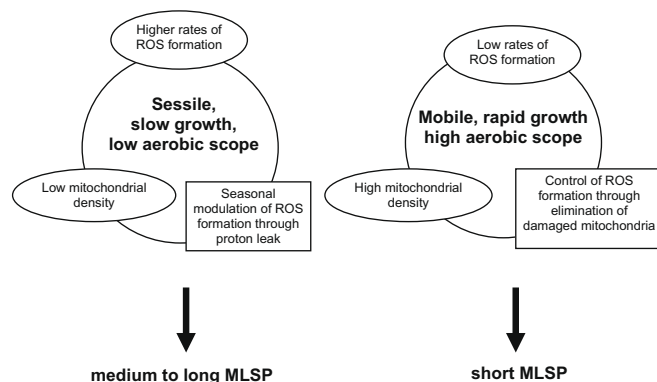 Higher rates of
ROS formation
Sessile,
slow growth,
low aerobic scope
Low mitochondrial
density
Seasonal
modulation of ROS
formation through
proton leak
medium to long MLSP
Low rates of
ROS formation
Mobile, rapid growth
high aerobic scope
High mitochondrial
density
Control of ROS
formation through
elimination of
damaged mitochondria
short MLSP